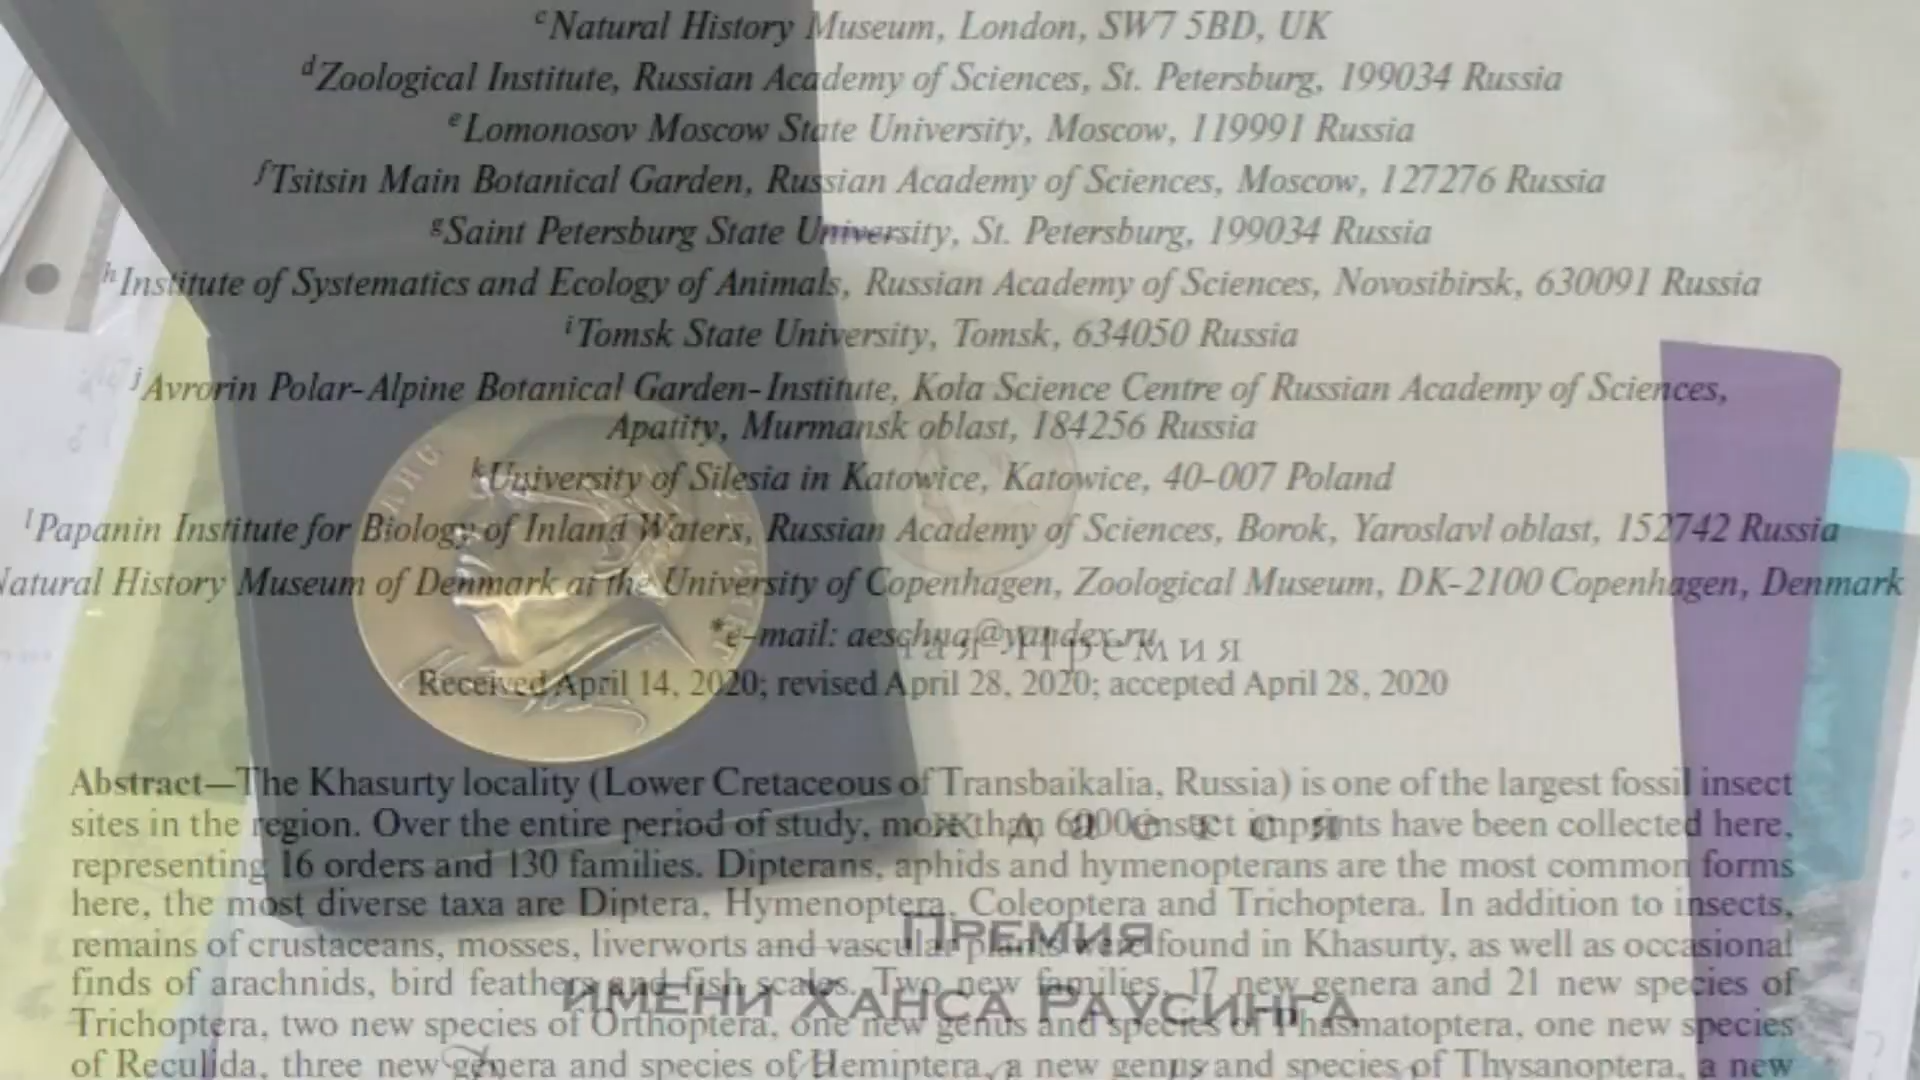 c Natural History Museum, London, SW7 5BD, UK
d Zoological Institute, Russian Academy of Sciences, St. Petersburg, 199034 Russia
e Lomonosov Moscow State University, Moscow, 119991 Russia
f Tsitsin Main Botanical Garden, Russian Academy of Sciences, Moscow, 127276 Russia
g Saint Petersburg State University, St. Petersburg, 199034 Russia
h Institute of Systematics and Ecology of Animals, Russian Academy of Sciences, Novosibirsk, 630091 Russia
i Tomsk State University, Tomsk, 634050 Russia
j Avrorin Polar-Alpine Botanical Garden-Institute, Kola Science Centre of Russian Academy of Sciences,
Apatity, Murmansk oblast, 184256 Russia
k University of Silesia in Katowice, Katowice, 40-007 Poland
l Papanin Institute for Biology of Inland Waters, Russian Academy of Sciences, Borok, Yaroslavl oblast, 152742 Russia
Natural History Museum of Denmark at the University of Copenhagen, Zoological Museum, DK-2100 Copenhagen, Denmark
*e-mail: aeschna@yandex.ru
Премия
Received April 14, 2020; revised April 28, 2020; accepted April 28, 2020
Abstract—The Khasurty locality (Lower Cretaceous of Transbaikalia, Russia) is one of the largest fossil insect
sites in the region. Over the entire period of study, more than 6000 insect imprints have been collected here,
representing 16 orders and 130 families. Dipterans, aphids and hymenopterans are the most common forms
here, the most diverse taxa are Diptera, Hymenoptera, Coleoptera and Trichoptera. In addition to insects,
Премия
remains of crustaceans, mosses, liverworts and vascular plants were found in Khasurty, as well as occasional
finds of arachnids, bird feathers and fish scales. Two new families, 17 new genera and 21 new species of
имени Ханса Раусинга
Trichoptera, two new species of Orthoptera, one new genus and species of Phasmatoptera, one new species
of Reculida, three new genera and species of Hemiptera, a new genus and species of Thysanoptera, a new